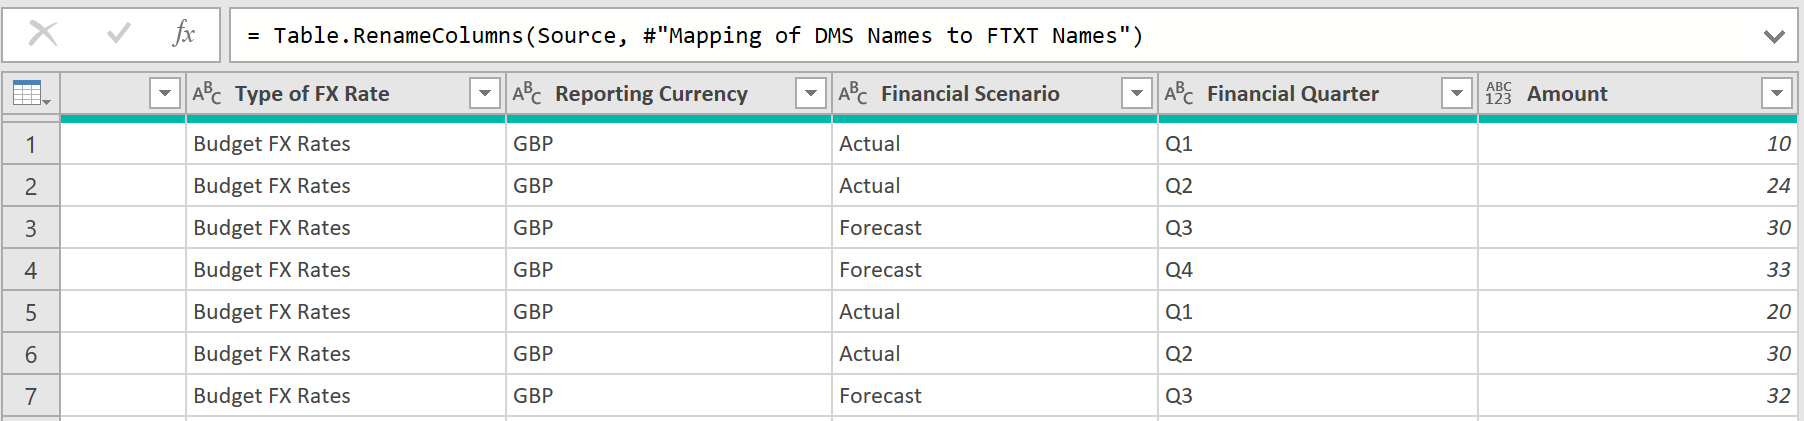 fx = Table.RenameColumns(Source, #"Mapping of DMS Names to FTXT Names")
ABC Type of FX Rate ABC Reporting Currency ABC Financial Scenario ABC Financial Quarter ABC 123 Amount
1 Budget FX Rates GBP Actual Q1 10
2 Budget FX Rates GBP Actual Q2 24
3 Budget FX Rates GBP Forecast Q3 30
4 Budget FX Rates GBP Forecast Q4 33
5 Budget FX Rates GBP Actual Q1 20
6 Budget FX Rates GBP Actual Q2 30
7 Budget FX Rates GBP Forecast Q3 32